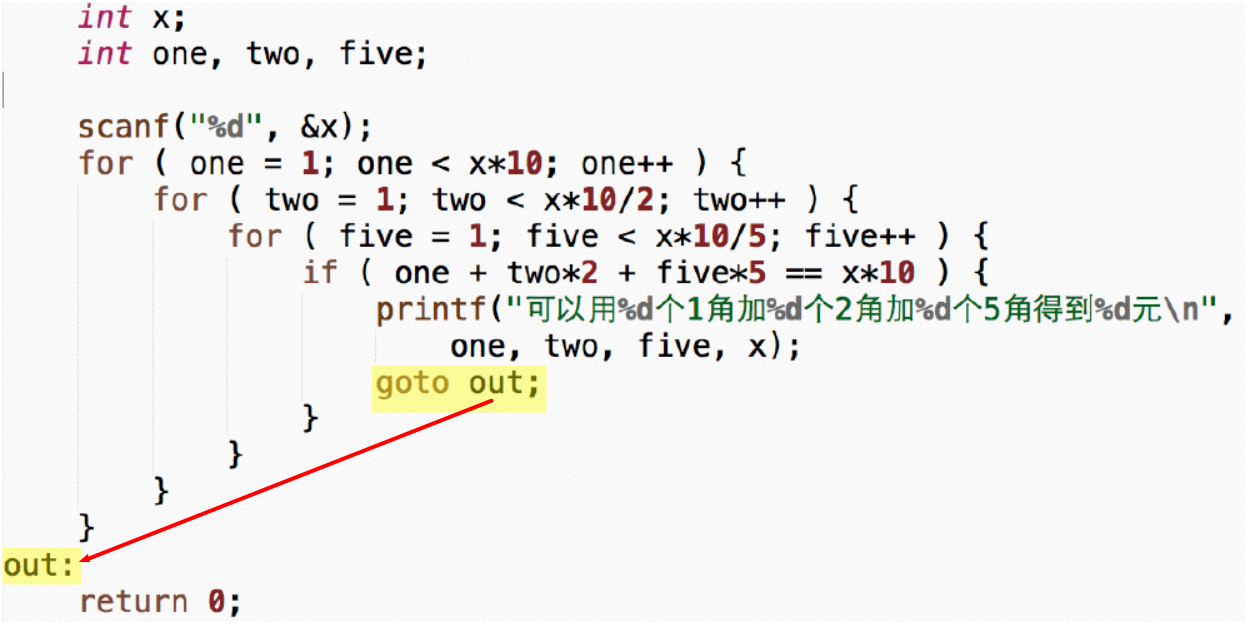 int x;
int one, two, five;
scanf("%d", &x);
for ( one = 1; one < x*10; one++ ) {
for ( two = 1; two < x*10/2; two++ ) {
for ( five = 1; five < x*10/5; five++ ) {
if ( one + two*2 + five*5 == x*10 ) {
printf("可以用%d个1角加%d个2角加%d个5角得到%d元\n",
one, two, five, x);
goto out;
}
}
}
}
out:
return 0;